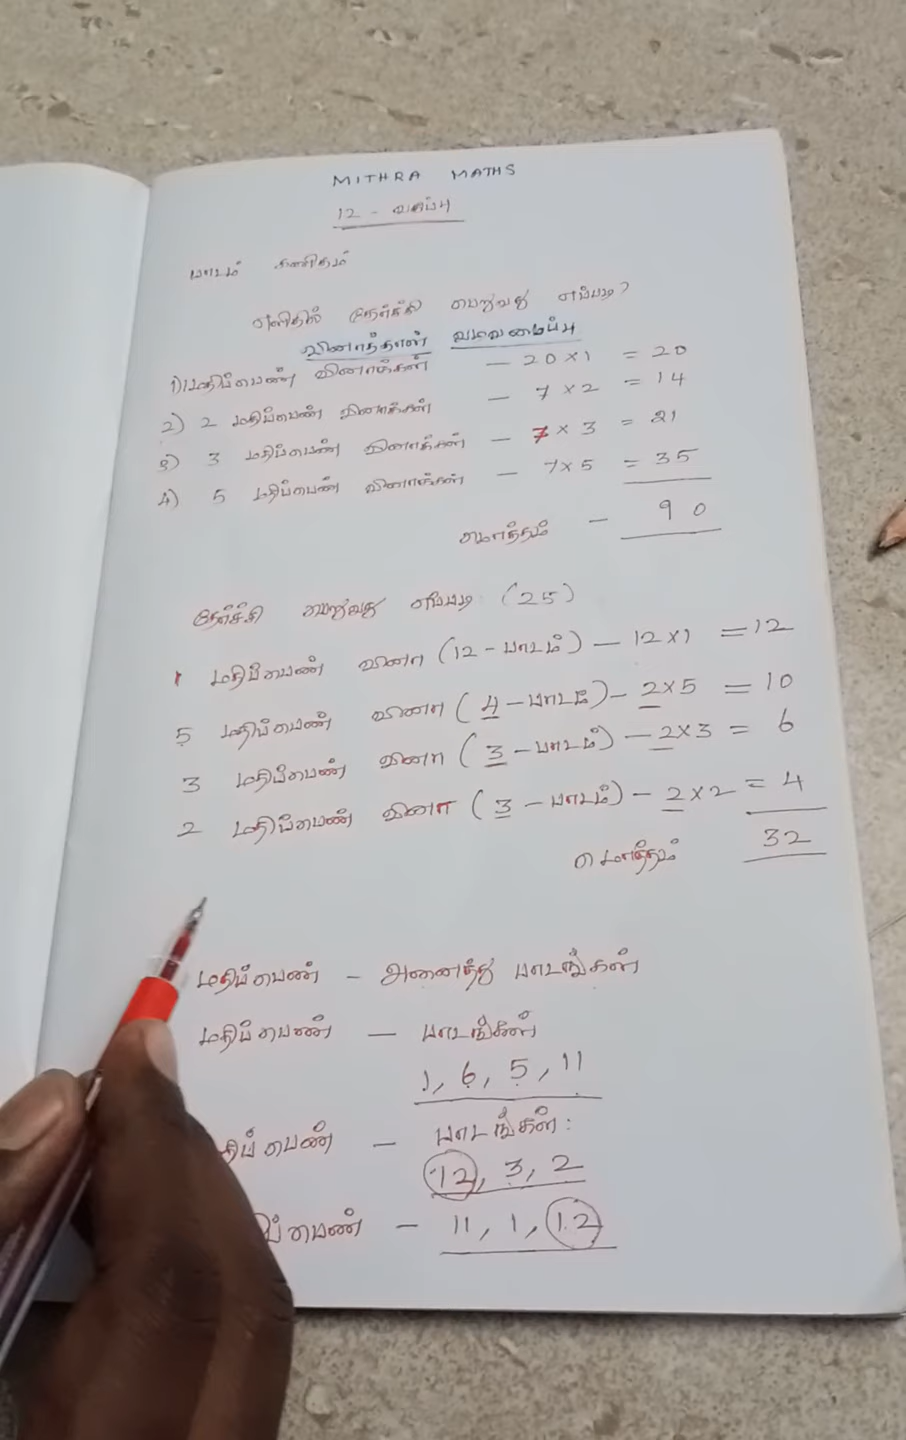 MITHRA MATHS
12 - வகுப்பு
பாடம் கணிதம்
எளிதில் தேர்ச்சி பெறுவது எப்படி?
வினாத்தாள் வடிவமைப்பு
1) 1 மதிப்பெண் வினாக்கள் - 20 × 1 = 20
2) 2 மதிப்பெண் வினாக்கள் - 7 × 2 = 14
3) 3 மதிப்பெண் வினாக்கள் - 7 × 3 = 21
4) 5 மதிப்பெண் வினாக்கள் - 7 × 5 = 35
மொத்தம் - 90
தேர்ச்சி பெறுவது எப்படி (25)
1 மதிப்பெண் வினா (12 - பாடம்) - 12 × 1 = 12
5 மதிப்பெண் வினா (4 - பாடம்) - 2 × 5 = 10
3 மதிப்பெண் வினா (3 - பாடம்) - 2 × 3 = 6
2 மதிப்பெண் வினா (3 - பாடம்) - 2 × 2 = 4
மொத்தம் 32
மதிப்பெண் - அனைத்து பாடங்கள்
மதிப்பெண் - பாடங்கள்
1, 6, 5, 11
திப்பெண் - பாடங்கள்:
12, 3, 2
ப்பெண் - 11, 1, 12